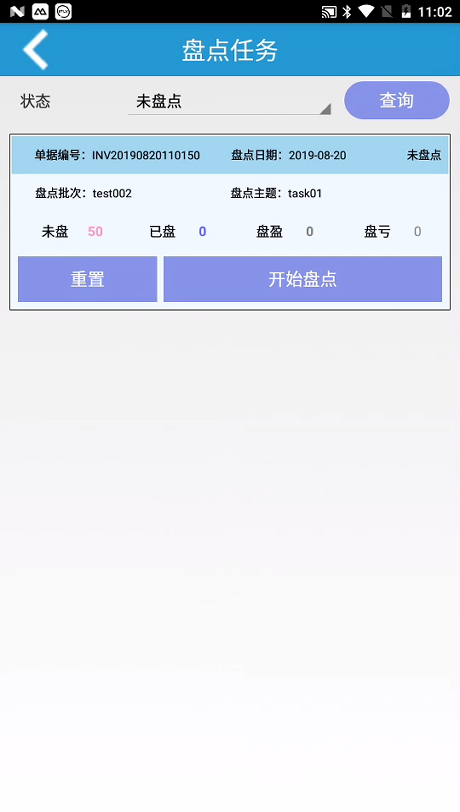 11:02
盘点任务
状态 未盘点 查询
单据编号：INV20190820110150 盘点日期：2019-08-20 未盘点
盘点批次：test002 盘点主题：task01
未盘 50 已盘 0 盘盈 0 盘亏 0
重置 开始盘点